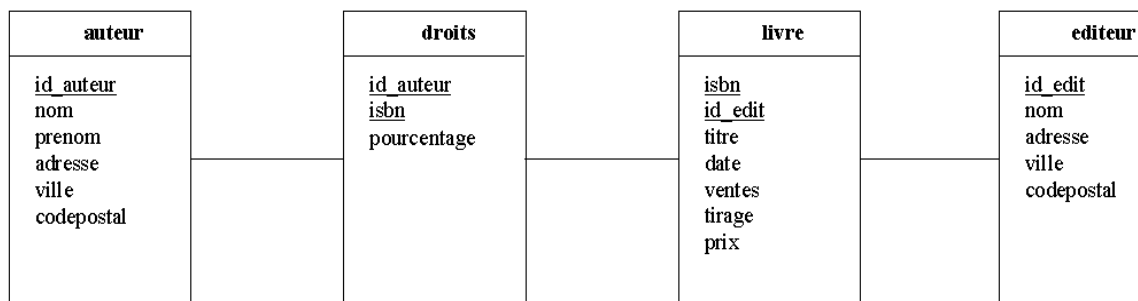 auteur
id_auteur
nom
prenom
adresse
ville
codepostal
droits
id_auteur
isbn
pourcentage
livre
isbn
id_edit
titre
date
ventes
tirage
prix
editeur
id_edit
nom
adresse
ville
codepostal